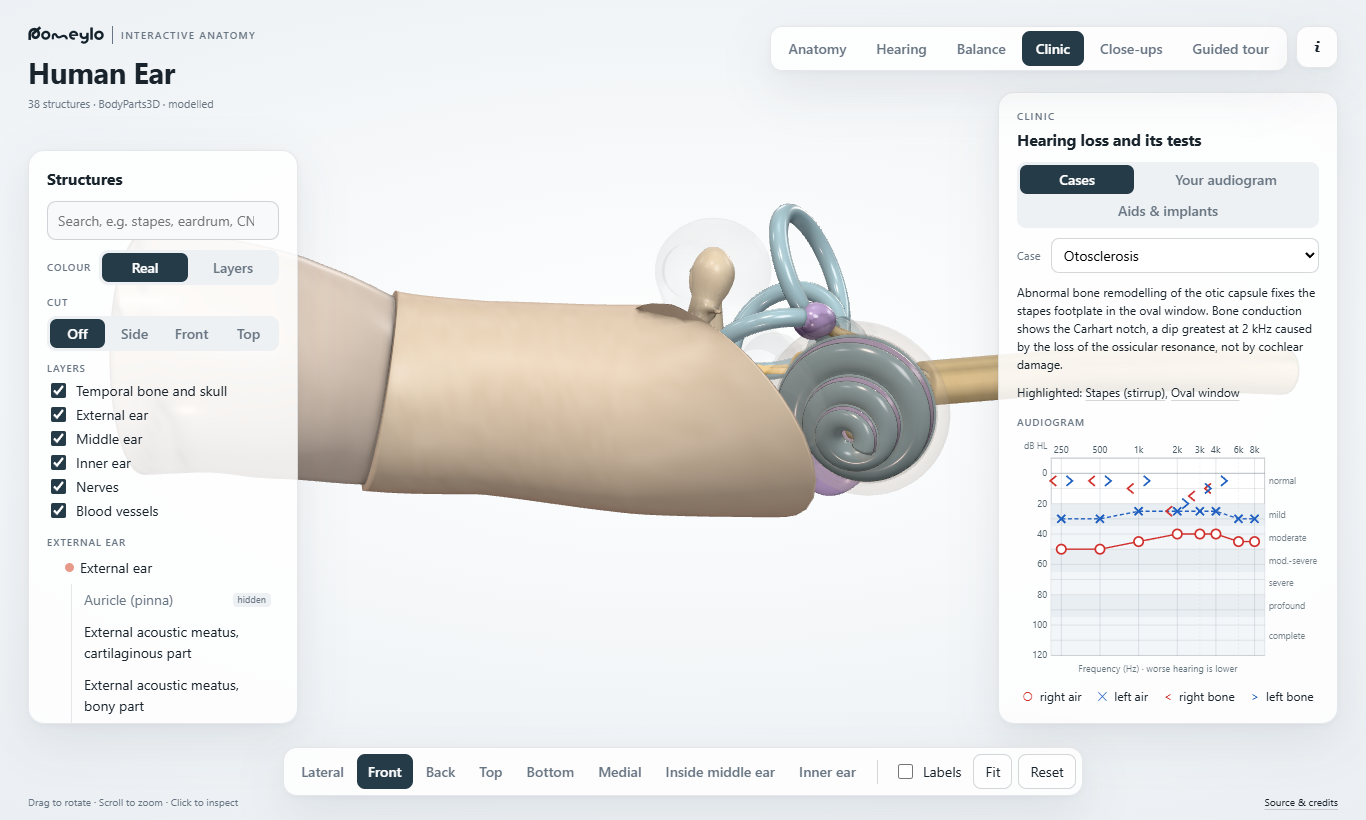 Someylo
INTERACTIVE ANATOMY
Human Ear
38 structures · BodyParts3D · modelled
Anatomy Hearing Balance Clinic Close-ups Guided tour i
Structures
Search, e.g. stapes, eardrum, CN
COLOUR Real Layers
CUT
Off Side Front Top
LAYERS
Temporal bone and skull
External ear
Middle ear
Inner ear
Nerves
Blood vessels
EXTERNAL EAR
External ear
Auricle (pinna) hidden
External acoustic meatus,
cartilaginous part
External acoustic meatus,
bony part
CLINIC
Hearing loss and its tests
Cases Your audiogram
Aids & implants
Case Otosclerosis
Abnormal bone remodelling of the otic capsule fixes the
stapes footplate in the oval window. Bone conduction
shows the Carhart notch, a dip greatest at 2 kHz caused
by the loss of the ossicular resonance, not by cochlear
damage.
Highlighted: Stapes (stirrup), Oval window
AUDIOGRAM
dB HL 250 500 1k 2k 3k 4k 6k 8k
0 normal
20 mild
40 moderate
60 mod.-severe
severe
80 profound
100 complete
120
Frequency (Hz) · worse hearing is lower
right air left air right bone left bone
Lateral Front Back Top Bottom Medial Inside middle ear Inner ear Labels Fit Reset
Drag to rotate · Scroll to zoom · Click to inspect
Source & credits